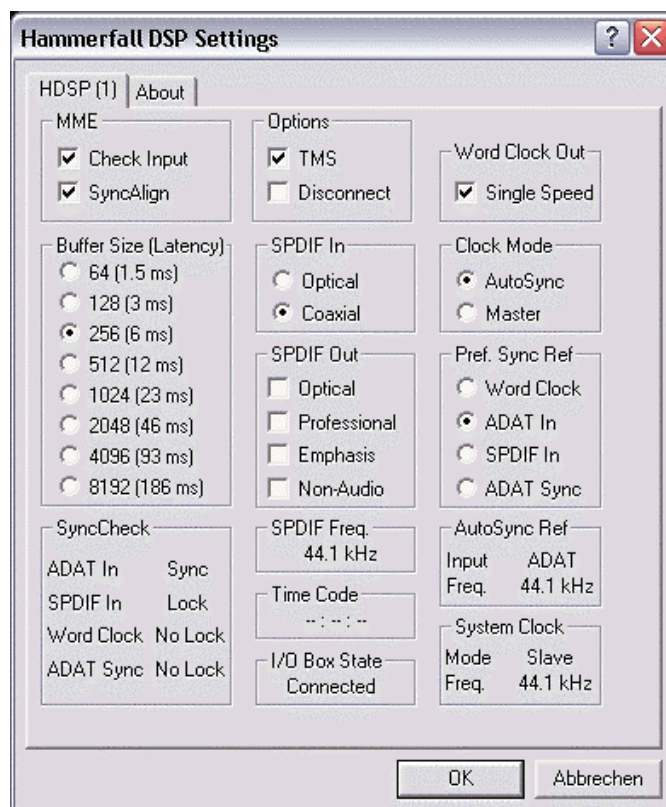 Hammerfall DSP Settings
HDSP (1)
About
MME
Check Input
SyncAlign
Options
TMS
Disconnect
Word Clock Out
Single Speed
Buffer Size (Latency)
64 (1.5 ms)
128 (3 ms)
256 (6 ms)
512 (12 ms)
1024 (23 ms)
2048 (46 ms)
4096 (93 ms)
8192 (186 ms)
SPDIF In
Optical
Coaxial
Clock Mode
AutoSync
Master
SPDIF Out
Optical
Professional
Emphasis
Non-Audio
Pref. Sync Ref
Word Clock
ADAT In
SPDIF In
ADAT Sync
SyncCheck
ADAT In Sync
SPDIF In Lock
Word Clock No Lock
ADAT Sync No Lock
SPDIF Freq.
44.1 kHz
Time Code
-- : -- : --
I/O Box State
Connected
AutoSync Ref
Input ADAT
Freq. 44.1 kHz
System Clock
Mode Slave
Freq. 44.1 kHz
OK
Abbrechen